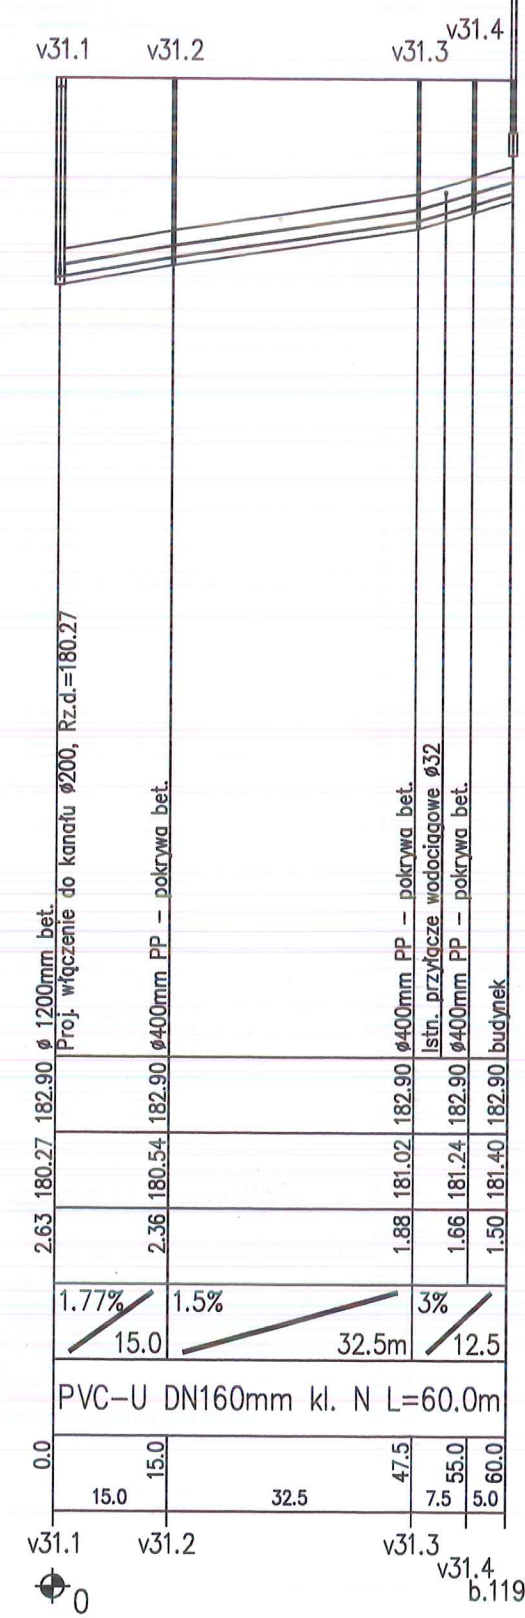 v31.1
v31.2
v31.3
v31.4
ø 1200mm bet.
Proj. włączenie do kanału ø200, Rz.d.=180.27
ø400mm PP – pokrywa bet.
ø400mm PP – pokrywa bet.
Istn. przyłącze wodociągowe ø32
ø400mm PP – pokrywa bet.
budynek
182.90
182.90
182.90
182.90
182.90
180.27
180.54
181.02
181.24
181.40
2.63
2.36
1.88
1.66
1.50
1.77%
15.0
1.5%
32.5m
3%
12.5
PVC-U DN160mm kl. N L=60.0m
0.0
15.0
47.5
55.0
60.0
15.0
32.5
7.5
5.0
v31.1
v31.2
v31.3
v31.4
b.119
0